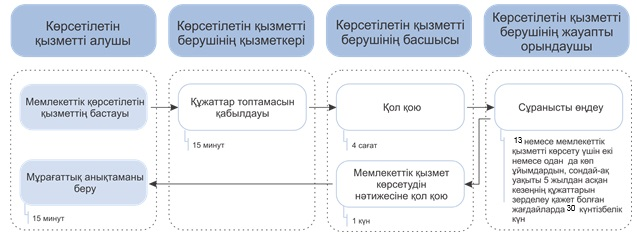 Көрсетілетін
қызметті алушы
Көрсетілетін қызметті
берушінің қызметкері
Көрсетілетін қызметті
берушінің басшысы
Көрсетілетін қызметті
берушінің жауапты
орындаушы
Мемлекеттік көрсетілетін
қызметтің бастауы
Құжаттар топтамасын
қабылдауы
15 минут
Қол қою
4 сағат
Сұранысты өңдеу
13 немесе мемлекеттік
қызметті көрсету үшін екі
немесе одан да көп
ұйымдардын, сондай-ақ
уақыты 5 жылдан асқан
кезеңнің құжаттарын
зерделеу қажет болған
жағдайларда 30 күнтізбелік
күн
Мұрағаттық анықтаманы
беру
15 минут
Мемлекеттік қызмет
көрсетудін
нәтижесіне қол қою
1 күн